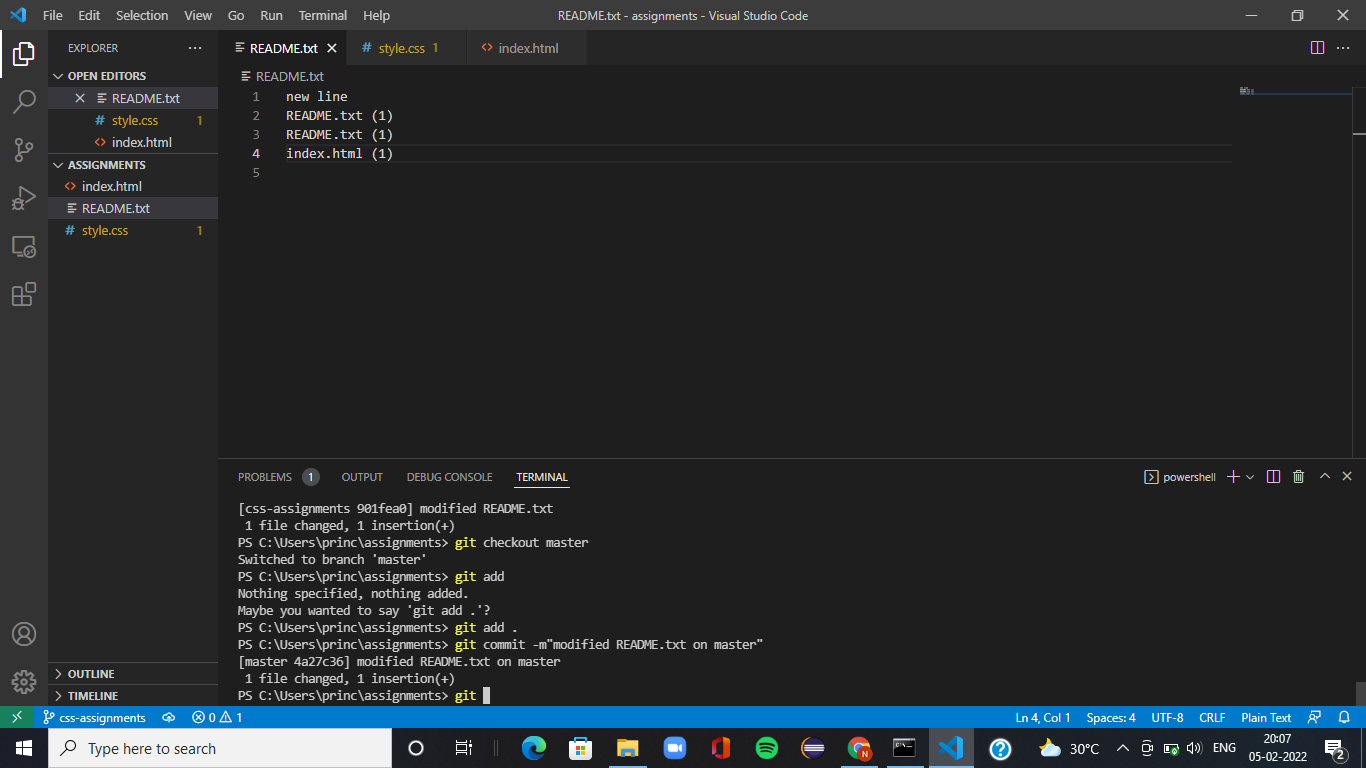 File Edit Selection View Go Run Terminal Help README.txt - assignments - Visual Studio Code
EXPLORER ···
README.txt
# style.css 1
<> index.html
OPEN EDITORS
README.txt
# style.css 1
<> index.html
ASSIGNMENTS
<> index.html
README.txt
# style.css 1
OUTLINE
TIMELINE
README.txt
1 new line
2 README.txt (1)
3 README.txt (1)
4 index.html (1)
5
PROBLEMS 1 OUTPUT DEBUG CONSOLE TERMINAL powershell
[css-assignments 901fea0] modified README.txt
1 file changed, 1 insertion(+)
PS C:\Users\princ\assignments> git checkout master
Switched to branch 'master'
PS C:\Users\princ\assignments> git add
Nothing specified, nothing added.
Maybe you wanted to say 'git add .'?
PS C:\Users\princ\assignments> git add .
PS C:\Users\princ\assignments> git commit -m"modified README.txt on master"
[master 4a27c36] modified README.txt on master
1 file changed, 1 insertion(+)
PS C:\Users\princ\assignments> git
css-assignments 0 1 Ln 4, Col 1 Spaces: 4 UTF-8 CRLF Plain Text
Type here to search
N
30°C ENG
20:07
05-02-2022
2